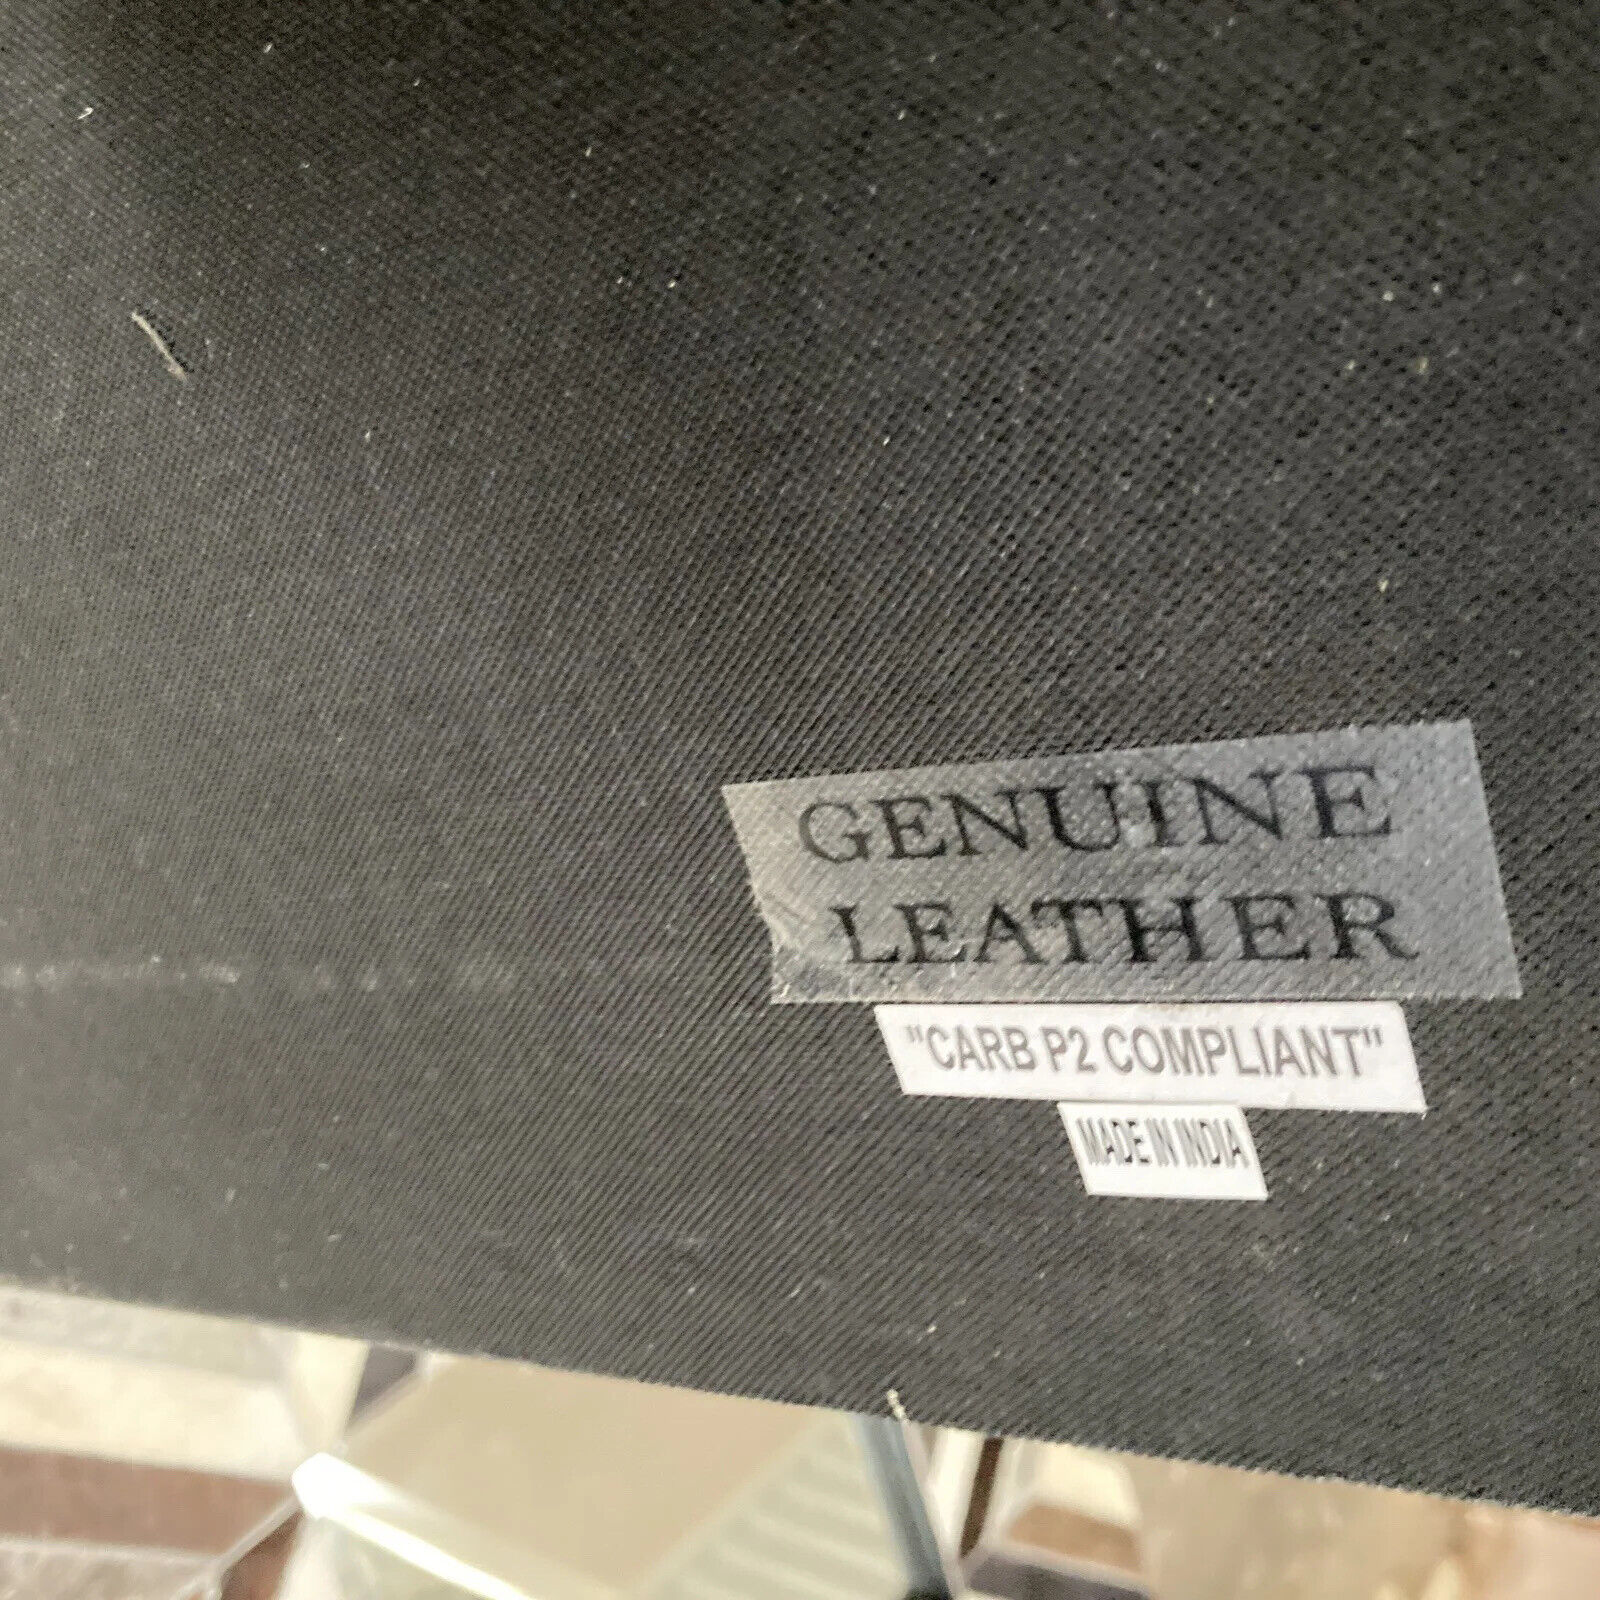 GENUINE
LEATHER
"CARB P2 COMPLIANT"
MADE IN INDIA